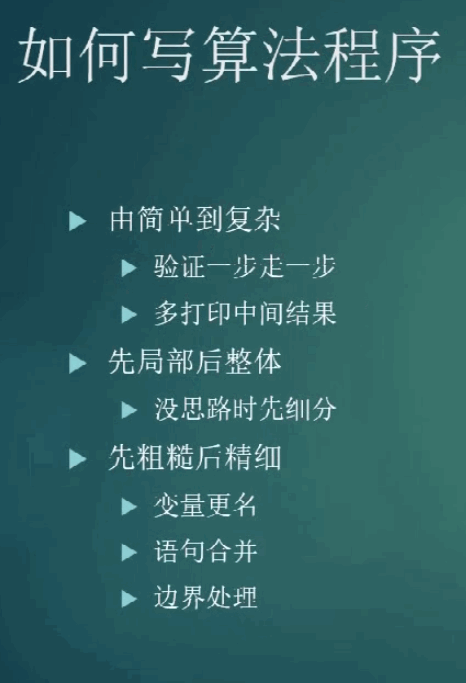 如何写算法程序
由简单到复杂
验证一步走一步
多打印中间结果
先局部后整体
没思路时先细分
先粗糙后精细
变量更名
语句合并
边界处理